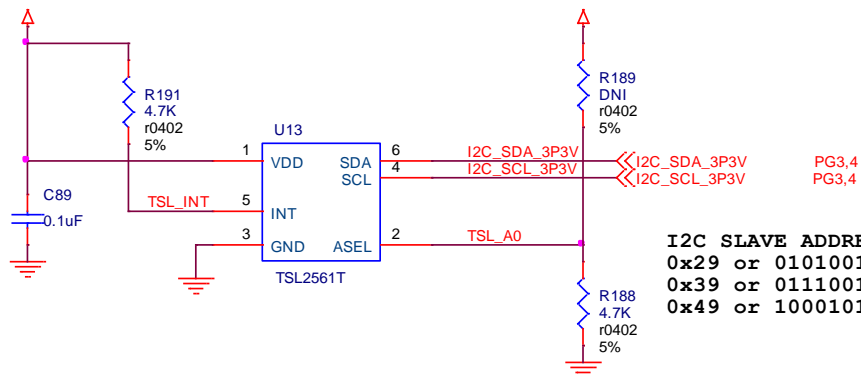 R191
4.7K
r0402
5%
R189
DNI
r0402
5%
U13
1
VDD
SDA
6
I2C_SDA_3P3V
I2C_SDA_3P3V
PG3,4
SCL
4
I2C_SCL_3P3V
I2C_SCL_3P3V
PG3,4
C89
0.1uF
TSL_INT
5
INT
3
GND
ASEL
2
TSL_A0
TSL2561T
I2C SLAVE ADDRE
0x29 or 0101001
0x39 or 0111001
0x49 or 1000101
R188
4.7K
r0402
5%